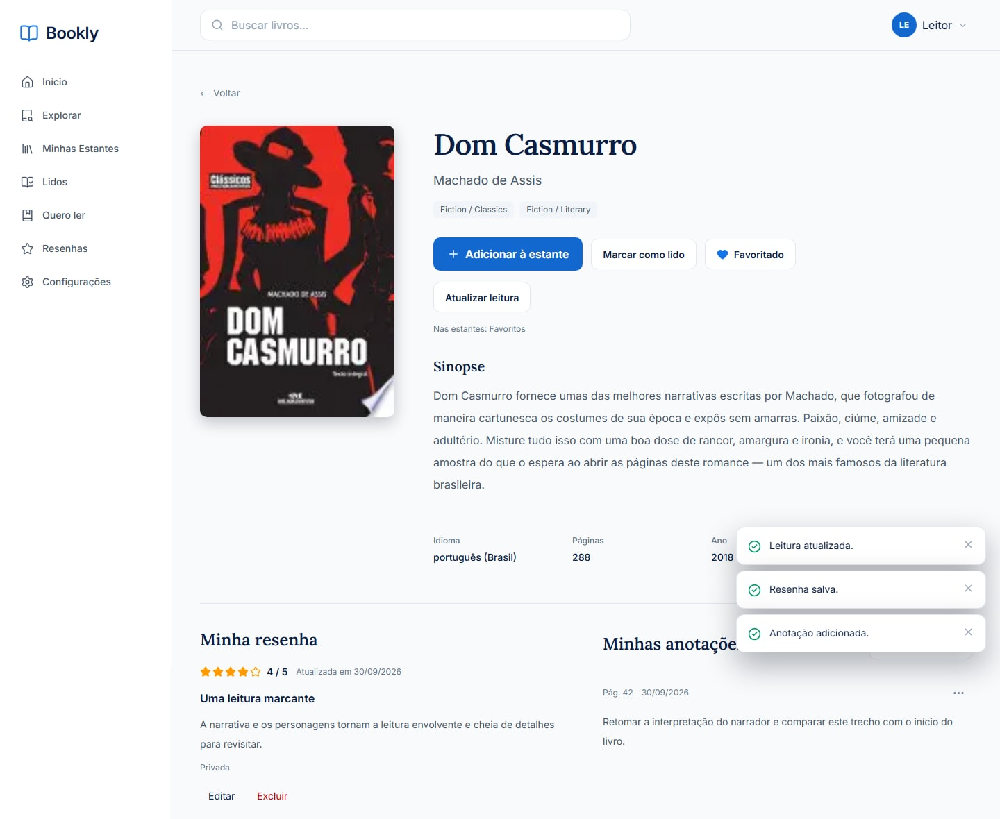 Bookly
Buscar livros...
LE
Leitor
Início
Explorar
Minhas Estantes
Lidos
Quero ler
Resenhas
Configurações
← Voltar
Clássicos
MACHADO DE ASSIS
DOM
CASMURRO
Texto integral
Dom Casmurro
Machado de Assis
Fiction / Classics
Fiction / Literary
Adicionar à estante
Marcar como lido
Favoritado
Atualizar leitura
Nas estantes: Favoritos
Sinopse
Dom Casmurro fornece umas das melhores narrativas escritas por Machado, que fotografou de
maneira cartunesca os costumes de sua época e expôs sem amarras. Paixão, ciúme, amizade e
adultério. Misture tudo isso com uma boa dose de rancor, amargura e ironia, e você terá uma pequena
amostra do que o espera ao abrir as páginas deste romance — um dos mais famosos da literatura
brasileira.
Idioma
português (Brasil)
Páginas
288
Ano
2018
Leitura atualizada.
Resenha salva.
Anotação adicionada.
Minha resenha
4 / 5
Atualizada em 30/09/2026
Uma leitura marcante
A narrativa e os personagens tornam a leitura envolvente e cheia de detalhes
para revisitar.
Privada
Editar
Excluir
Minhas anotaçõe
Pág. 42
30/09/2026
...
Retomar a interpretação do narrador e comparar este trecho com o início do
livro.